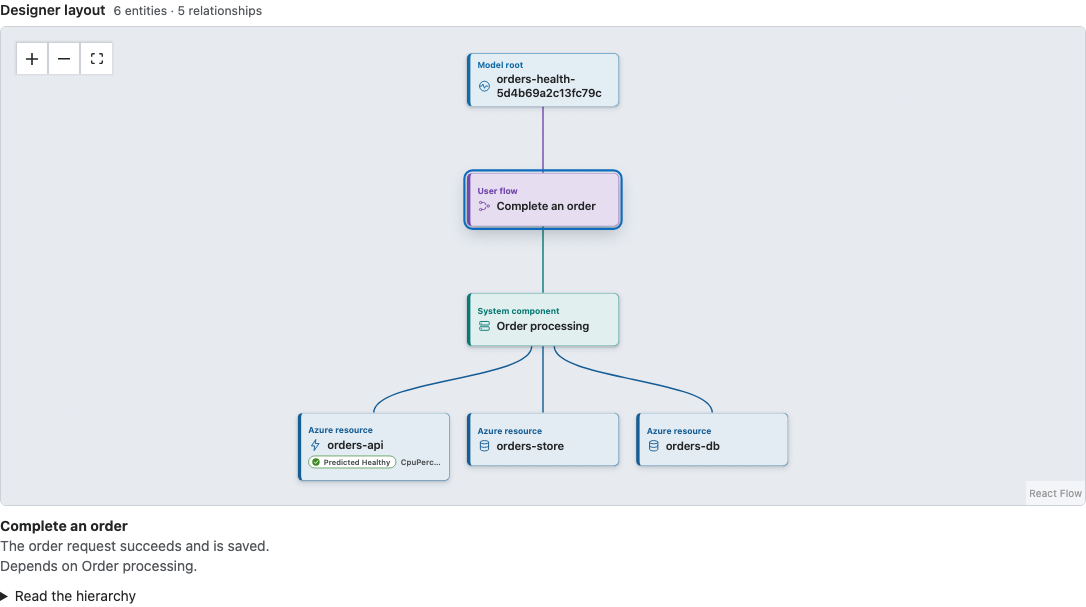 Designer layout 6 entities · 5 relationships
Model root
orders-health-
5d4b69a2c13fc79c
User flow
Complete an order
System component
Order processing
Azure resource
orders-api
Predicted Healthy CpuPerc...
Azure resource
orders-store
Azure resource
orders-db
React Flow
Complete an order
The order request succeeds and is saved.
Depends on Order processing.
Read the hierarchy